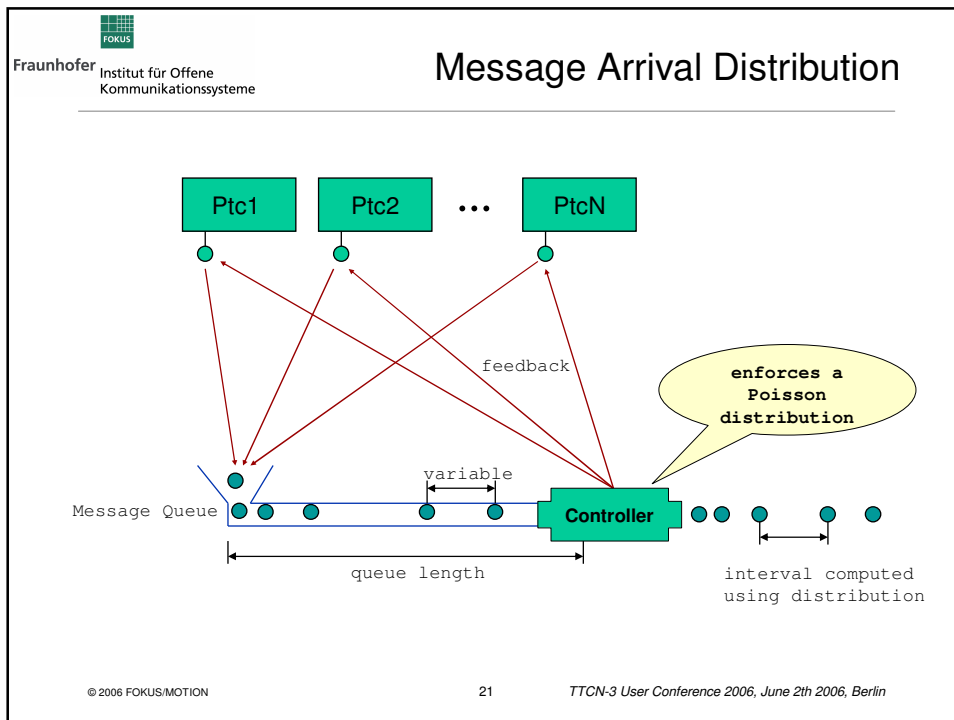 FOKUS
Fraunhofer
Institut für Offene
Kommunikationssysteme
Message Arrival Distribution
Ptc1
Ptc2
...
PtcN
feedback
enforces a
Poisson
distribution
variable
Message Queue
Controller
queue length
interval computed
using distribution
© 2006 FOKUS/MOTION
21
TTCN-3 User Conference 2006, June 2th 2006, Berlin